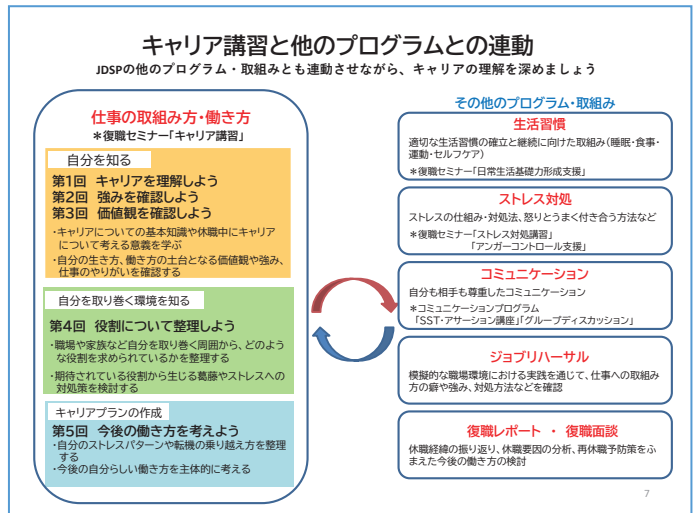 キャリア講習と他のプログラムとの連動
JDSPの他のプログラム・取組みとも連動させながら、キャリアの理解を深めましょう
仕事の取組み方・働き方
＊復職セミナー「キャリア講習」
自分を知る
第1回 キャリアを理解しよう
第2回 強みを確認しよう
第3回 価値観を確認しよう
・キャリアについての基本知識や休職中にキャリア
について考える意義を学ぶ
・自分の生き方、働き方の土台となる価値観や強み、
仕事のやりがいを確認する
自分を取り巻く環境を知る
第4回 役割について整理しよう
・職場や家族など自分を取り巻く周囲から、どのよう
な役割を求められているかを整理する
・期待されている役割から生じる葛藤やストレスへの
対処策を検討する
キャリアプランの作成
第5回 今後の働き方を考えよう
・自分のストレスパターンや転機の乗り越え方を整理
する
・今後の自分らしい働き方を主体的に考える
その他のプログラム・取組み
生活習慣
適切な生活習慣の確立と継続に向けた取組み（睡眠・食事・
運動・セルフケア）
＊復職セミナー「日常生活基礎力形成支援」
ストレス対処
ストレスの仕組み・対処法、怒りとうまく付き合う方法など
＊復職セミナー「ストレス対処講習」
「アンガーコントロール支援」
コミュニケーション
自分も相手も尊重したコミュニケーション
＊コミュニケーションプログラム
「SST・アサーション講座」「グループディスカッション」
ジョブリハーサル
模擬的な職場環境における実践を通じて、仕事への取組み
方の癖や強み、対処方法などを確認
復職レポート ・ 復職面談
休職経緯の振り返り、休職要因の分析、再休職予防策をふ
まえた今後の働き方の検討
7